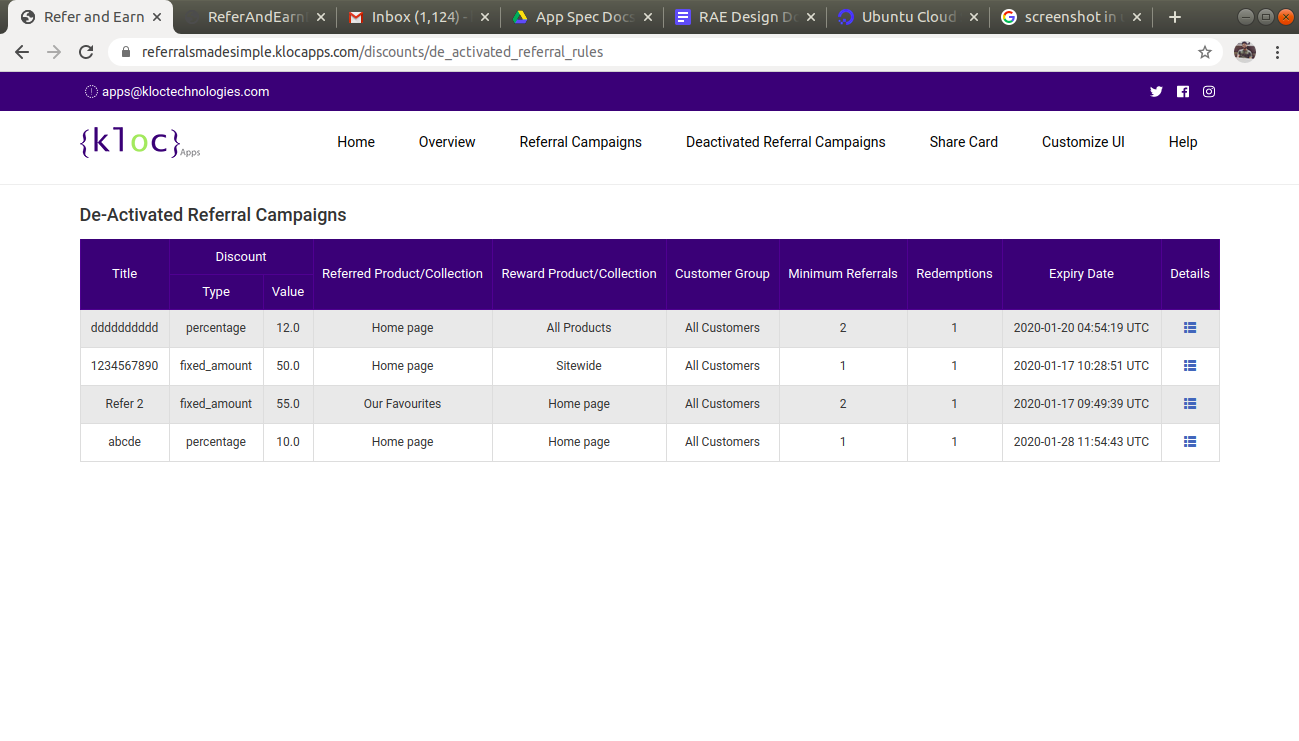 Refer and Earn ReferAndEarn Inbox (1,124) - App Spec Docs RAE Design Do Ubuntu Cloud screenshot in
referralsmadesimple.klocapps.com/discounts/de_activated_referral_rules
apps@kloctechnologies.com
{kloc} Apps Home Overview Referral Campaigns Deactivated Referral Campaigns Share Card Customize UI Help
De-Activated Referral Campaigns
Title Discount Referred Product/Collection Reward Product/Collection Customer Group Minimum Referrals Redemptions Expiry Date Details
Type Value
dddddddddd percentage 12.0 Home page All Products All Customers 2 1 2020-01-20 04:54:19 UTC
1234567890 fixed_amount 50.0 Home page Sitewide All Customers 1 1 2020-01-17 10:28:51 UTC
Refer 2 fixed_amount 55.0 Our Favourites Home page All Customers 2 1 2020-01-17 09:49:39 UTC
abcde percentage 10.0 Home page Home page All Customers 1 1 2020-01-28 11:54:43 UTC